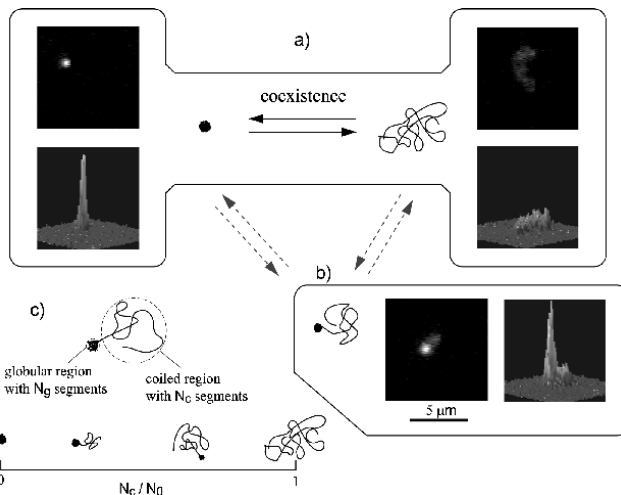 a)
coexistence
b)
c)
globular region
with Ng segments
coiled region
with Nc segments
5 μm
0
1
Nc / N0